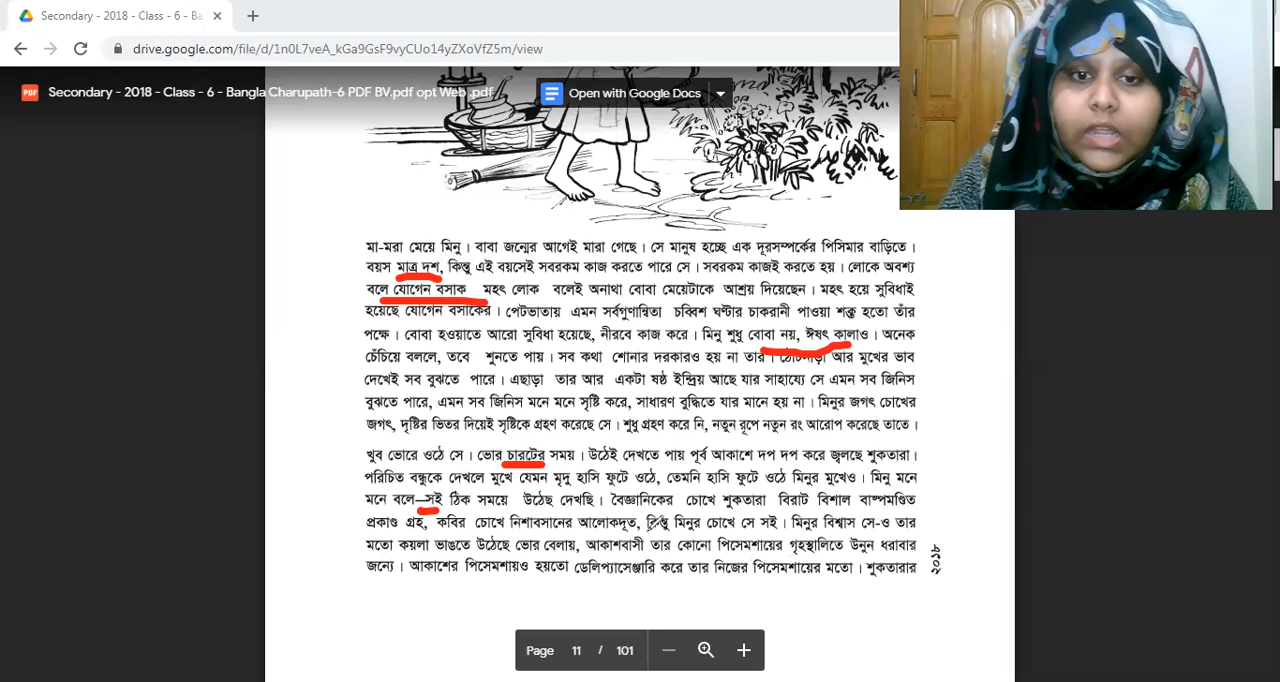 Secondary - 2018 - Class - 6 - Ba
drive.google.com/file/d/1n0L7veA_kGa9GsF9vyCUo14yZXoVfZ5m/view
PDF
Secondary - 2018 - Class - 6 - Bangla Charupath-6 PDF BV.pdf opt Web .pdf
Open with Google Docs
মা-মরা মেয়ে মিনু। বাবা জন্মের আগেই মারা গেছে। সে মানুষ হচ্ছে এক দূরসম্পর্কের পিসিমার বাড়িতে।
বয়স মাত্র দশ, কিন্তু এই বয়সেই সবরকম কাজ করতে পারে সে। সবরকম কাজই করতে হয়। লোকে অবশ্য
বলে যোগেন বসাক মহৎ লোক বলেই অনাথা বোবা মেয়েটাকে আশ্রয় দিয়েছেন। মহৎ হয়ে সুবিধাই
হয়েছে যোগেন বসাকের। পেটভাতায় এমন সর্বগুণান্বিতা চব্বিশ ঘণ্টার চাকরানী পাওয়া শক্ত হতো তাঁর
পক্ষে। বোবা হওয়াতে আরো সুবিধা হয়েছে, নীরবে কাজ করে। মিনু শুধু বোবা নয়, ঈষৎ কালাও। অনেক
চেঁচিয়ে বললে, তবে শুনতে পায়। সব কথা শোনার দরকারও হয় না তার। ঠোঁটনাড়া আর মুখের ভাব
দেখেই সব বুঝতে পারে। এছাড়া তার আর একটা ষষ্ঠ ইন্দ্রিয় আছে যার সাহায্যে সে এমন সব জিনিস
বুঝতে পারে, এমন সব জিনিস মনে মনে সৃষ্টি করে, সাধারণ বুদ্ধিতে যার মানে হয় না। মিনুর জগৎ চোখের
জগৎ, দৃষ্টির ভিতর দিয়েই সৃষ্টিকে গ্রহণ করেছে সে। শুধু গ্রহণ করে নি, নতুন রূপে নতুন রং আরোপ করেছে তাতে।
খুব ভোরে ওঠে সে। ভোর চারটের সময়। উঠেই দেখতে পায় পূর্ব আকাশে দপ দপ করে জ্বলছে শুকতারা।
পরিচিত বন্ধুকে দেখলে মুখে যেমন মৃদু হাসি ফুটে ওঠে, তেমনি হাসি ফুটে ওঠে মিনুর মুখেও। মিনু মনে
মনে বলে—সই ঠিক সময়ে উঠেছ দেখছি। বৈজ্ঞানিকের চোখে শুকতারা বিরাট বিশাল বাষ্পমণ্ডিত
প্রকাণ্ড গ্রহ, কবির চোখে নিশাবসানের আলোকদূত, কিন্তু মিনুর চোখে সে সই। মিনুর বিশ্বাস সে-ও তার
মতো কয়লা ভাঙতে উঠেছে ভোর বেলায়, আকাশবাসী তার কোনো পিসেমশায়ের গৃহস্থালিতে উনুন ধরাবার
জন্যে। আকাশের পিসেমশায়ও হয়তো ডেলিপ্যাসেঞ্জারি করে তার নিজের পিসেমশায়ের মতো। শুকতারার
২০১৮
Page 11 / 101